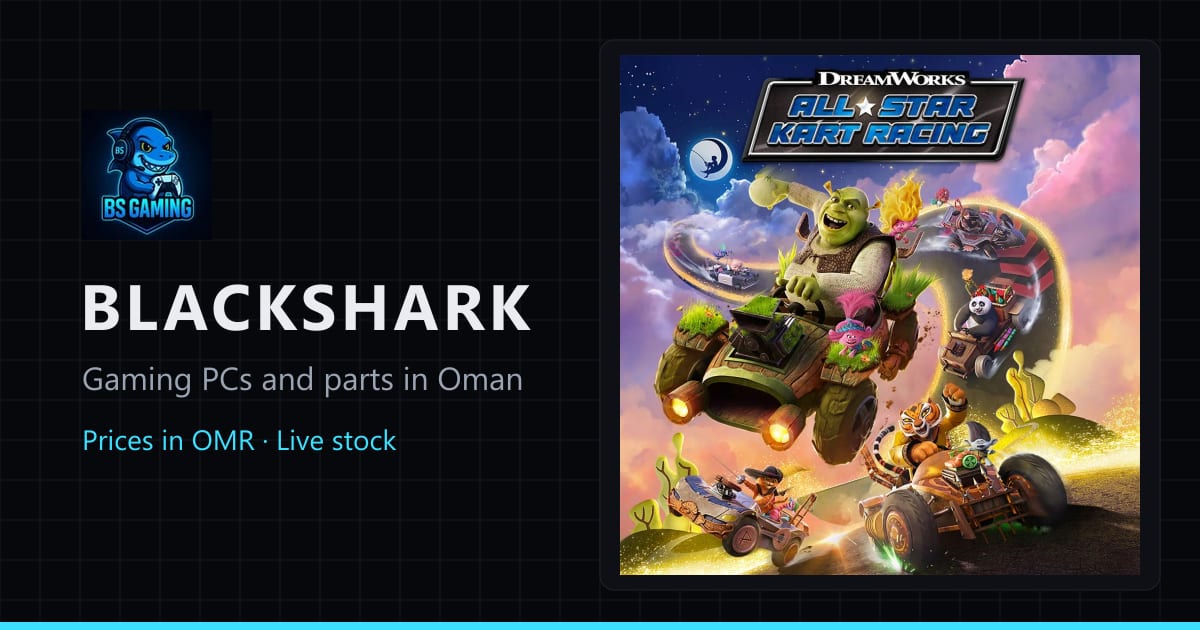 BS
BS GAMING
BLACKSHARK
Gaming PCs and parts in Oman
Prices in OMR · Live stock
DREAMWORKS
ALL STAR
KART RACING